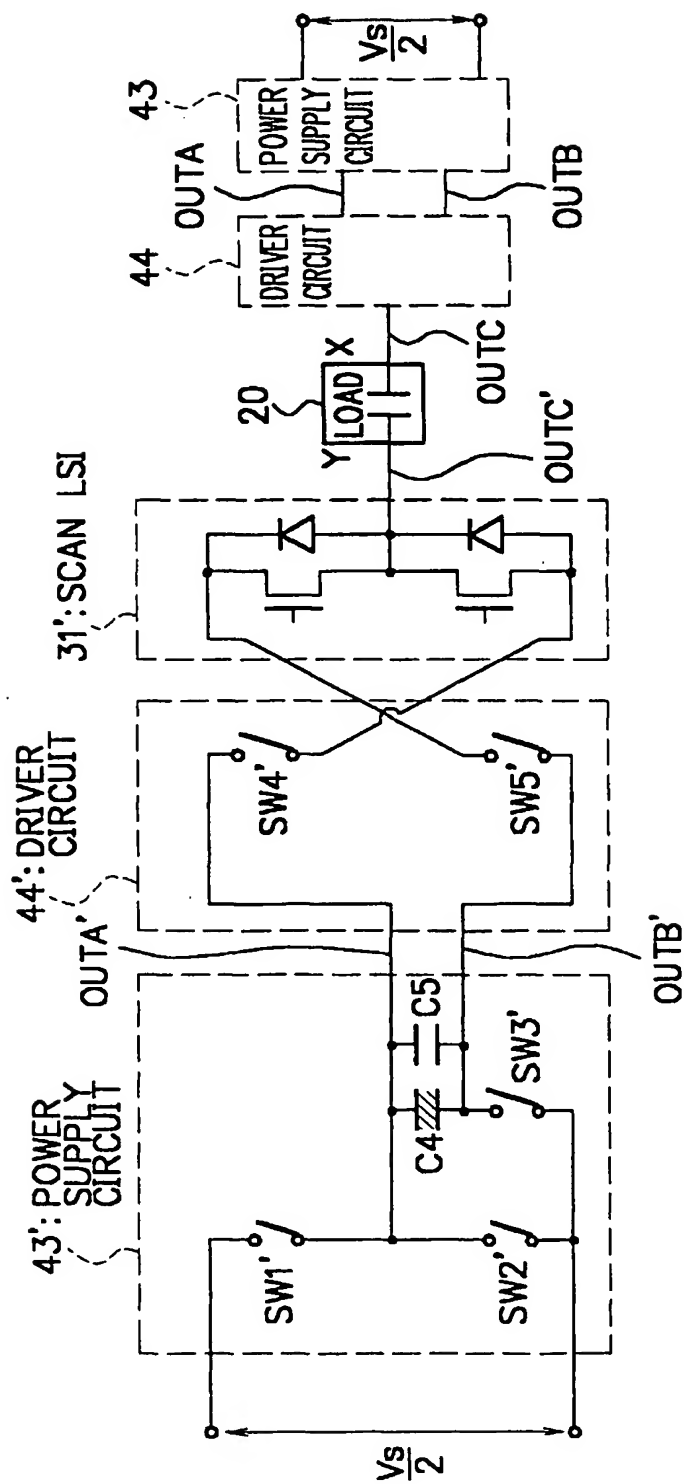 43': POWER
SUPPLY
CIRCUIT
44': DRIVER
CIRCUIT
31': SCAN LSI
20
44
43
OUTA'
OUTB'
SW1'
SW2'
SW3'
C4
C5
SW4'
SW5'
Y
LOAD
X
OUTC'
OUTC
DRIVER
CIRCUIT
OUTA
OUTB
POWER
SUPPLY
CIRCUIT
Vs
2
Vs
2